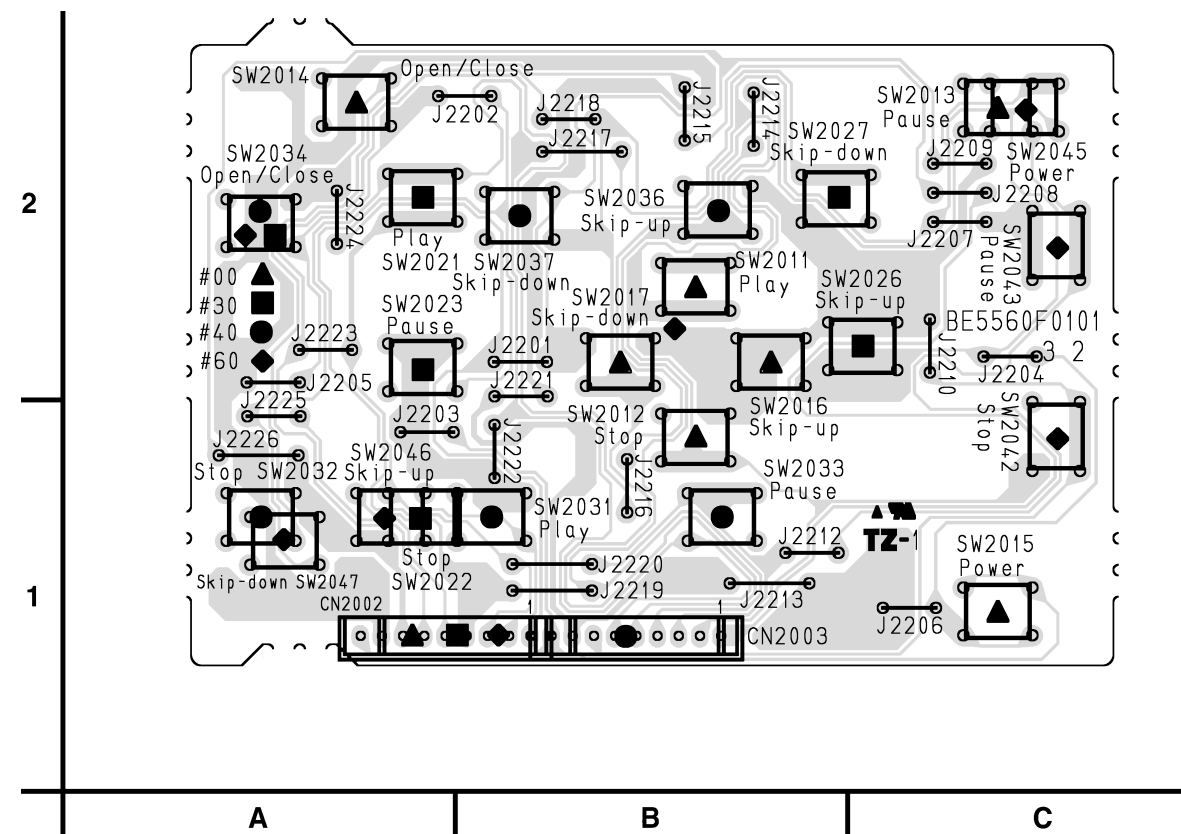 SW2014
Open/Close
J2202
J2218
J2217
J2215
J2214
SW2013
Pause
SW2027
Skip-down
J2209
SW2045
Power
J2208
J2207
SW2034
Open/Close
J2224
Play
SW2021
SW2037
Skip-down
SW2036
Skip-up
SW2011
Play
SW2026
Skip-up
Pause
SW2043
2
#00
#30
#40
#60
SW2023
Pause
SW2017
Skip-down
BE5560F0101
3 2
J2223
J2205
J2201
J2221
J2210
J2204
J2225
J2203
SW2012
Stop
SW2016
Skip-up
Stop
SW2042
J2226
Stop SW2032
SW2046
Skip-up
J2222
J2216
SW2033
Pause
SW2031
Play
TZ-1
J2212
Stop
SW2022
J2220
J2219
J2213
SW2015
Power
J2206
Skip-down SW2047
CN2002
1
1
CN2003
1
A
B
C